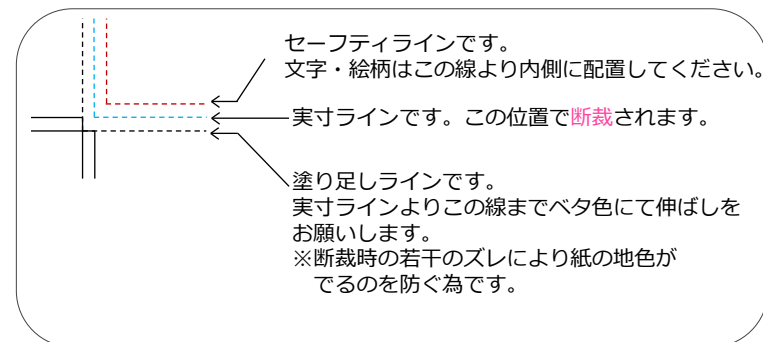 セーフティラインです。
文字・絵柄はこの線より内側に配置してください。
実寸ラインです。この位置で断裁されます。
塗り足しラインです。
実寸ラインよりこの線までベタ色にて伸ばしを
お願いします。
※断裁時の若干のズレにより紙の地色が
でるのを防ぐ為です。